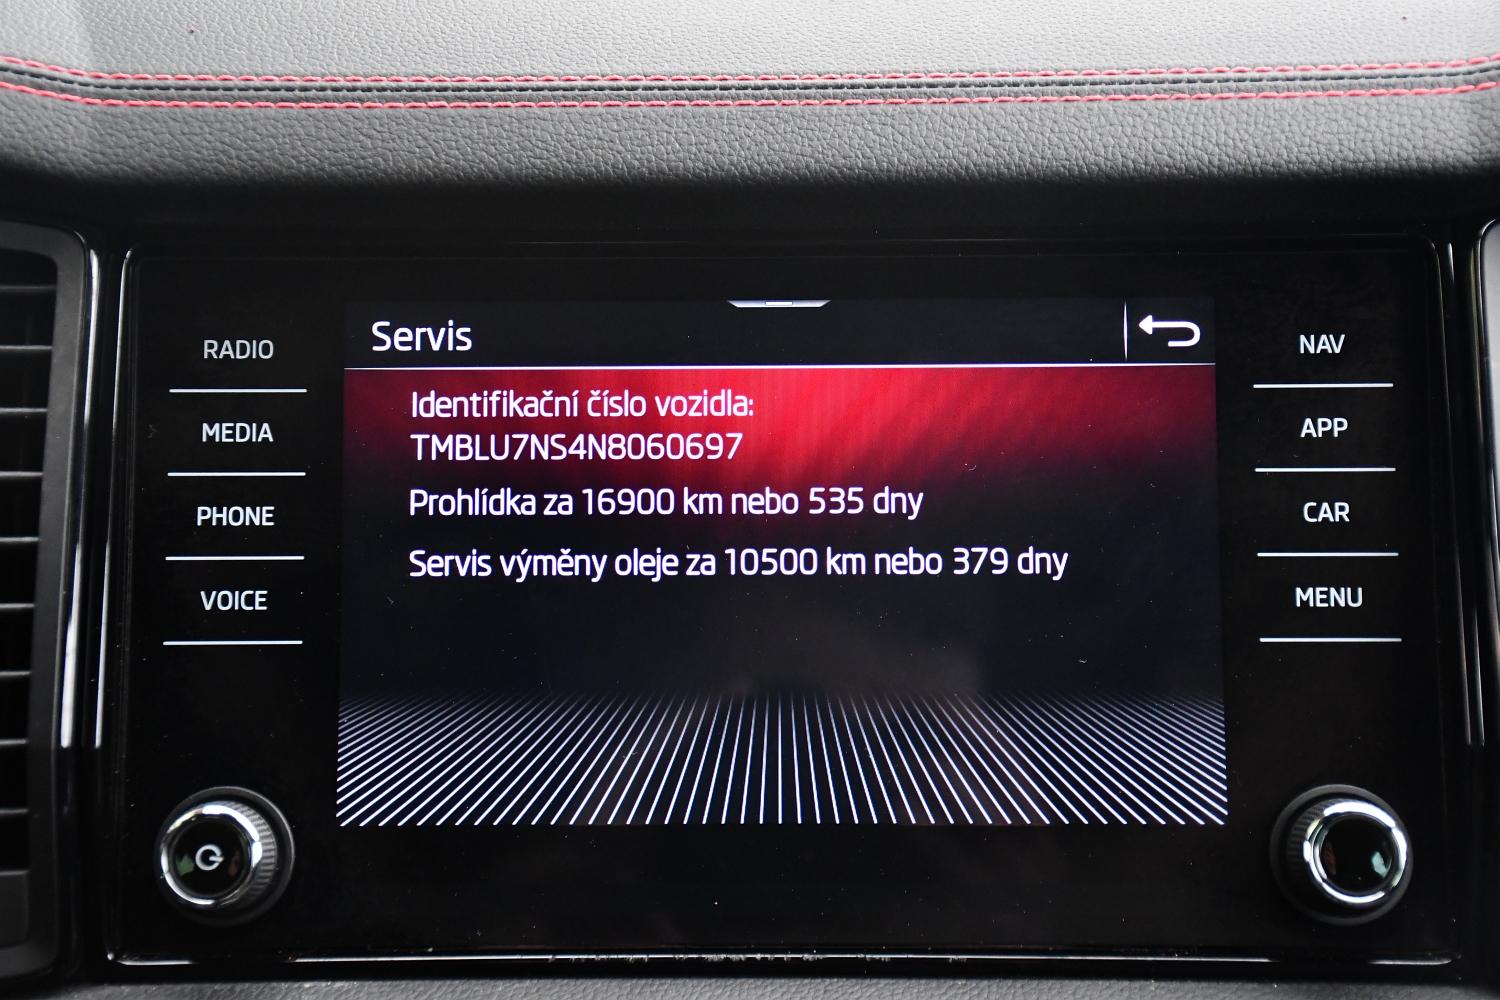 Servis
Identifikační číslo vozidla:
TMBLU7NS4N8060697
Prohlídka za 16900 km nebo 535 dny
Servis výměny oleje za 10500 km nebo 379 dny
RADIO
MEDIA
PHONE
VOICE
NAV
APP
CAR
MENU